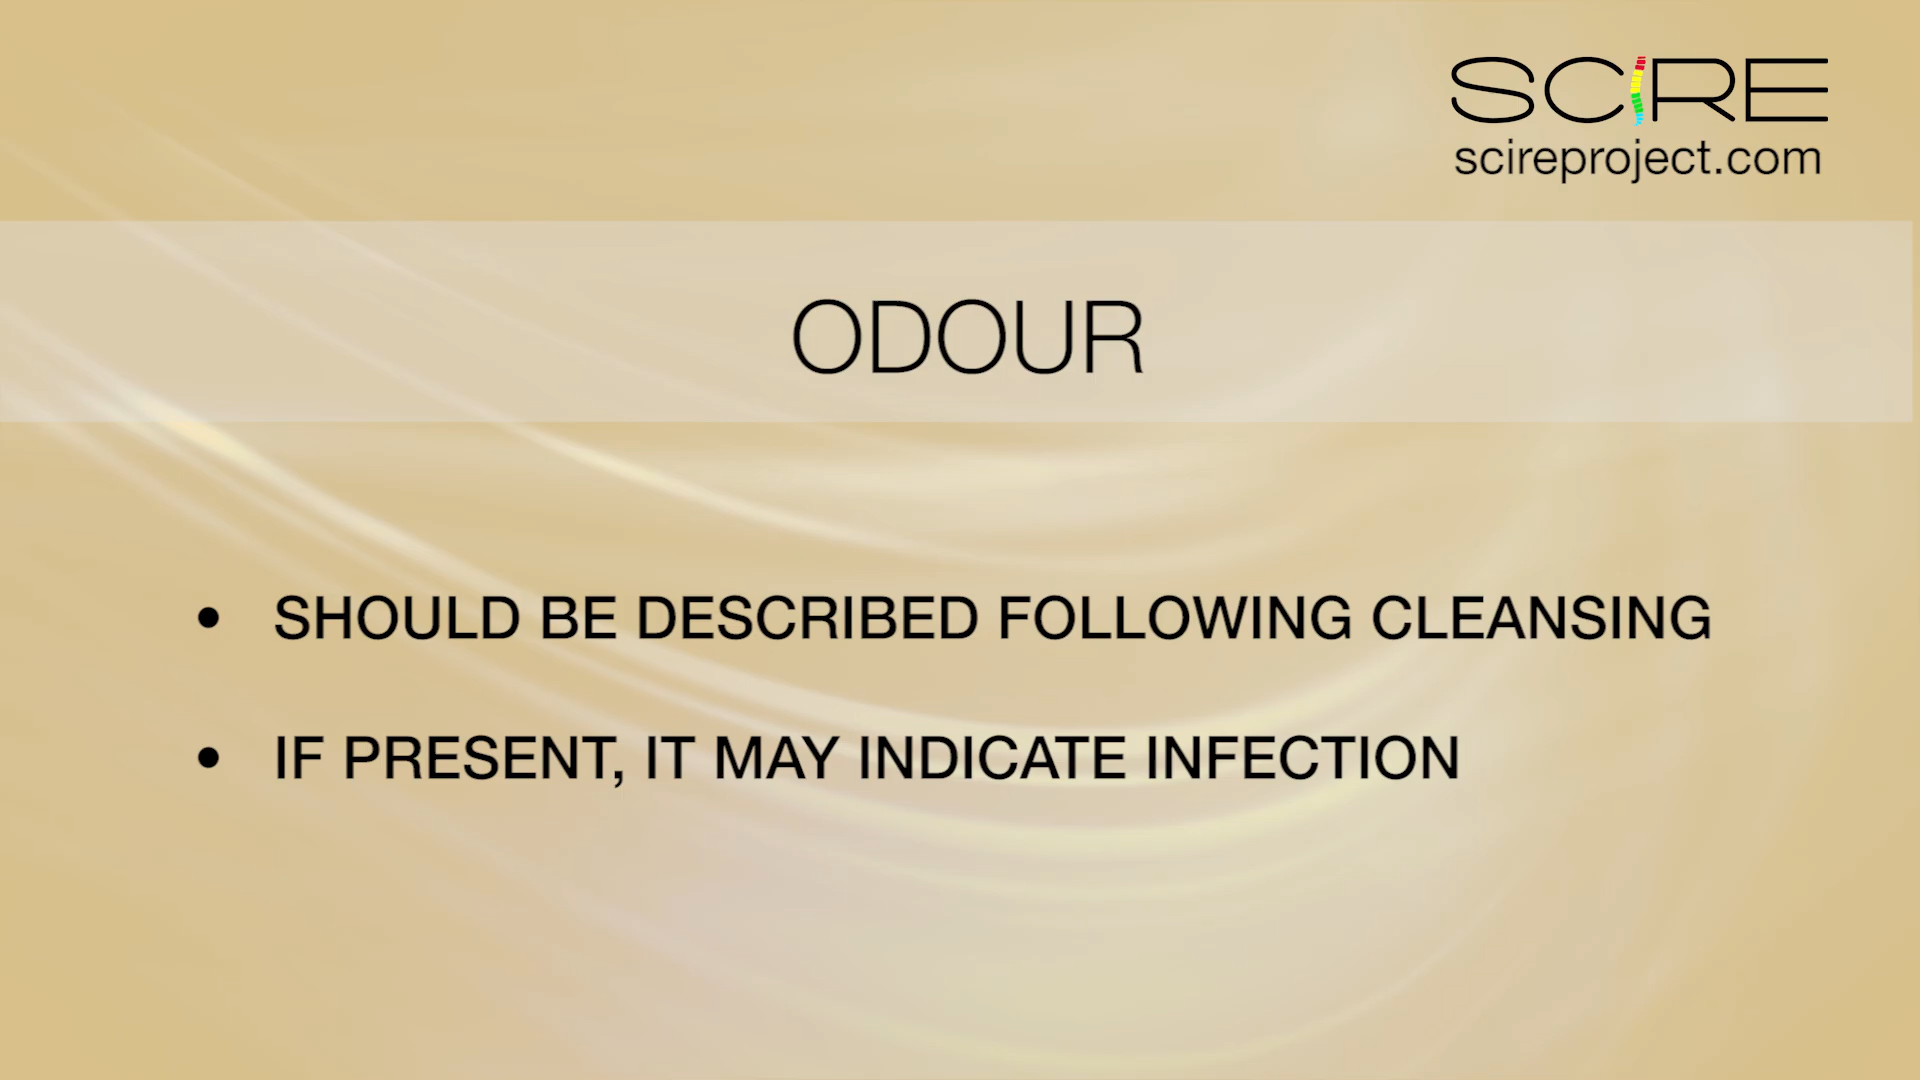 SCIRE
scireproject.com
ODOUR
• SHOULD BE DESCRIBED FOLLOWING CLEANSING
• IF PRESENT, IT MAY INDICATE INFECTION